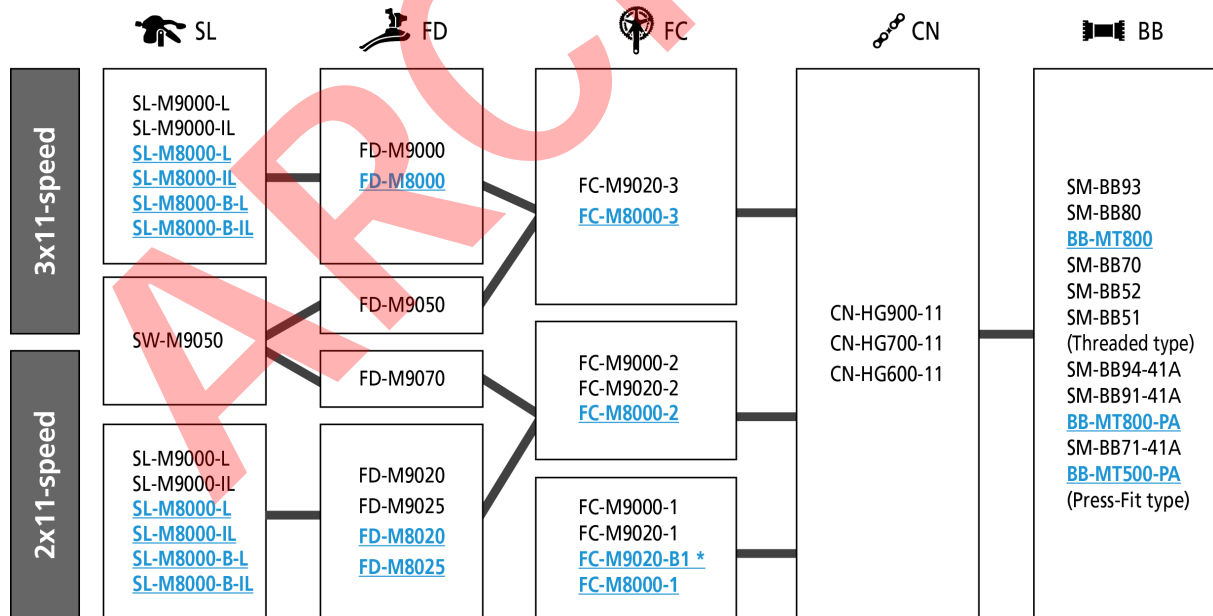 SL
FD
FC
CN
BB
3x11-speed
SL-M9000-L
SL-M9000-IL
SL-M8000-L
SL-M8000-IL
SL-M8000-B-L
SL-M8000-B-IL
SW-M9050
FD-M9000
FD-M8000
FD-M9050
FC-M9020-3
FC-M8000-3
2x11-speed
SL-M9000-L
SL-M9000-IL
SL-M8000-L
SL-M8000-IL
SL-M8000-B-L
SL-M8000-B-IL
FD-M9070
FD-M9020
FD-M9025
FD-M8020
FD-M8025
FC-M9000-2
FC-M9020-2
FC-M8000-2
FC-M9000-1
FC-M9020-1
FC-M9020-B1 *
FC-M8000-1
CN-HG900-11
CN-HG700-11
CN-HG600-11
SM-BB93
SM-BB80
BB-MT800
SM-BB70
SM-BB52
SM-BB51
(Threaded type)
SM-BB94-41A
SM-BB91-41A
BB-MT800-PA
SM-BB71-41A
BB-MT500-PA
(Press-Fit type)